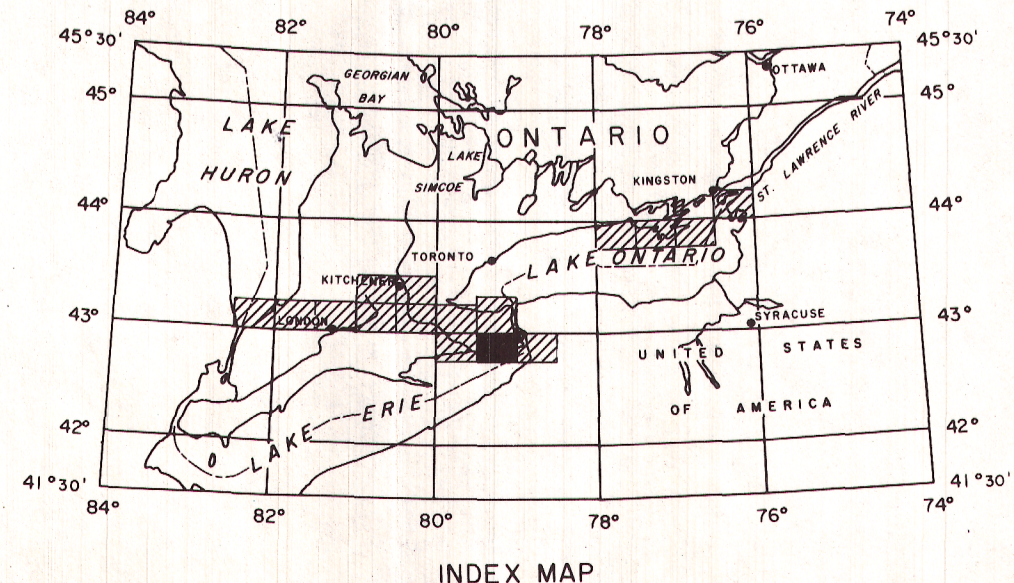 84°
82°
80°
78°
76°
74°
45°30'
45°30'
GEORGIAN
BAY
OTTAWA
45°
45°
LAKE
HURON
ONTARIO
LAKE
SIMCOE
KINGSTON
ST. LAWRENCE RIVER
44°
44°
TORONTO
LAKE ONTARIO
KITCHENER
43°
LONDON
SYRACUSE
43°
UNITED STATES
OF AMERICA
LAKE ERIE
42°
42°
41°30'
41°30'
84°
82°
80°
78°
76°
74°
INDEX MAP